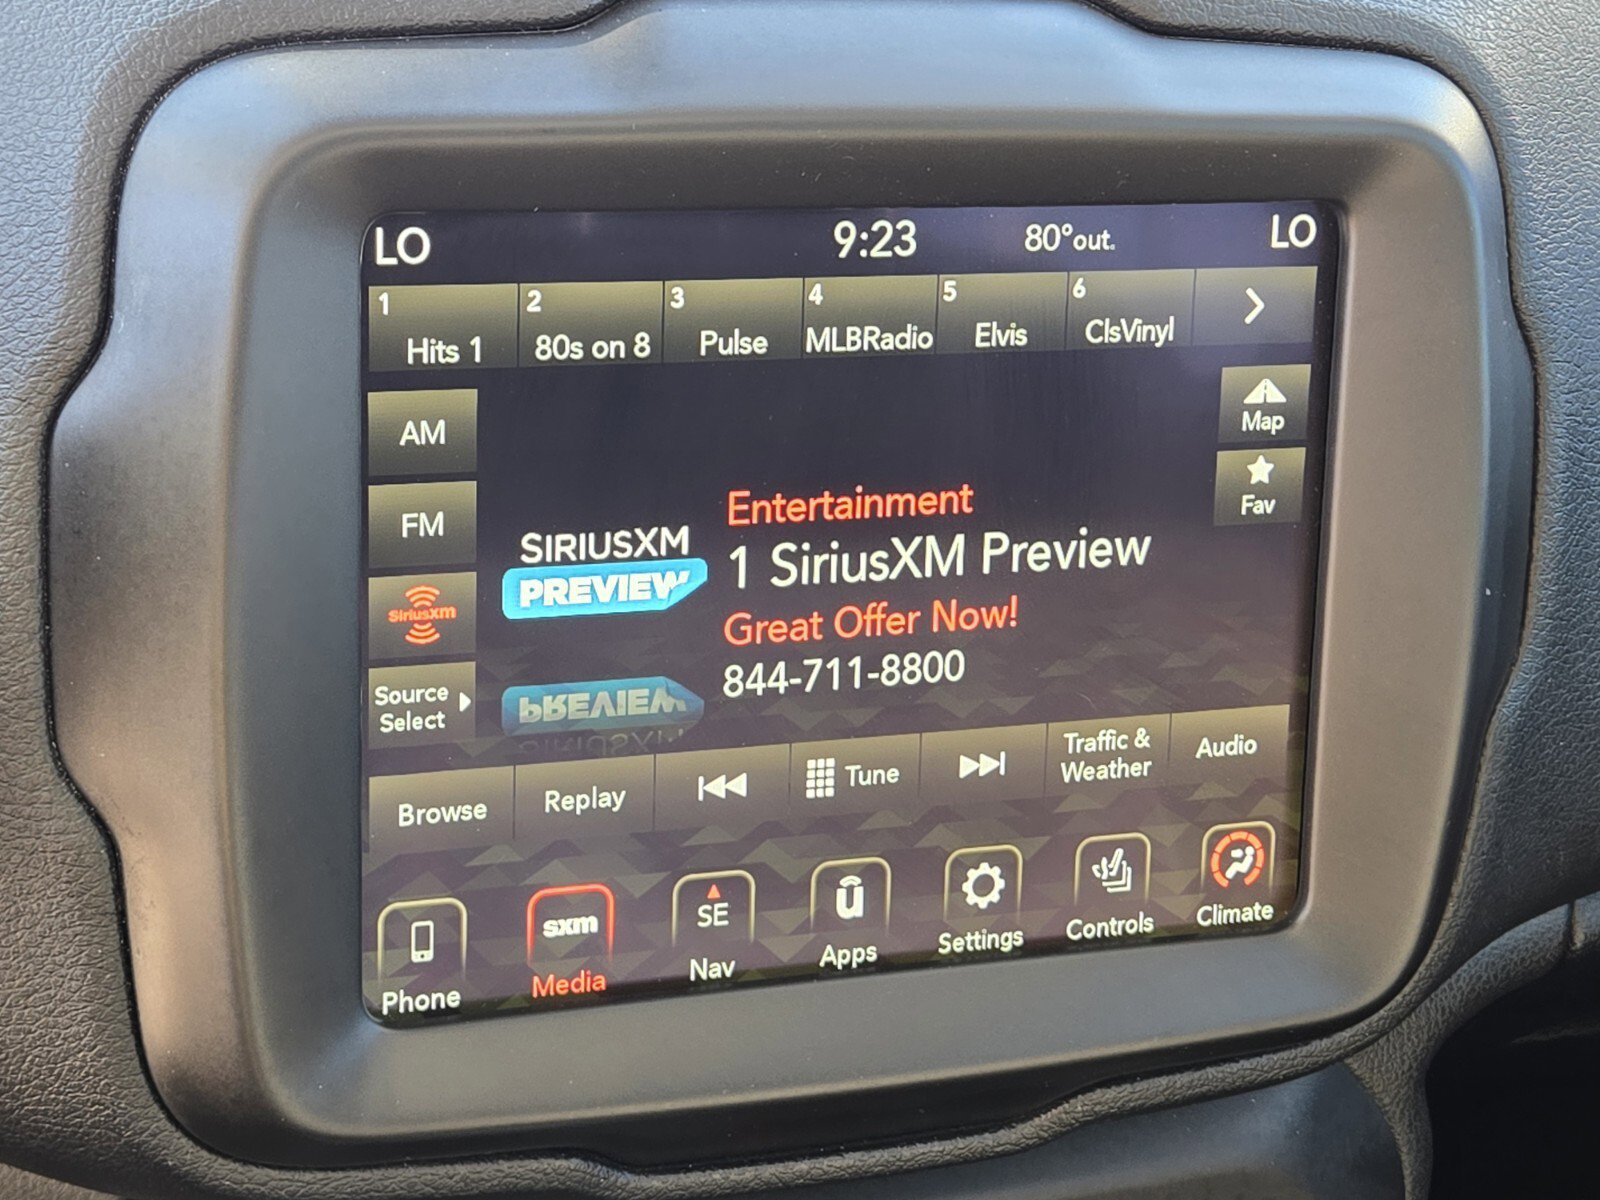 LO 9:23 80°out. LO
1 2 3 4 5 6
Hits 1 80s on 8 Pulse MLBRadio Elvis ClsVinyl
AM
Map
FM
Fav
SiriusXM
Source
Select
SIRIUSXM
PREVIEW
Entertainment
1 SiriusXM Preview
Great Offer Now!
844-711-8800
Browse Replay Tune Traffic &
Weather Audio
sxm SE ü
Phone Media Nav Apps Settings Controls Climate